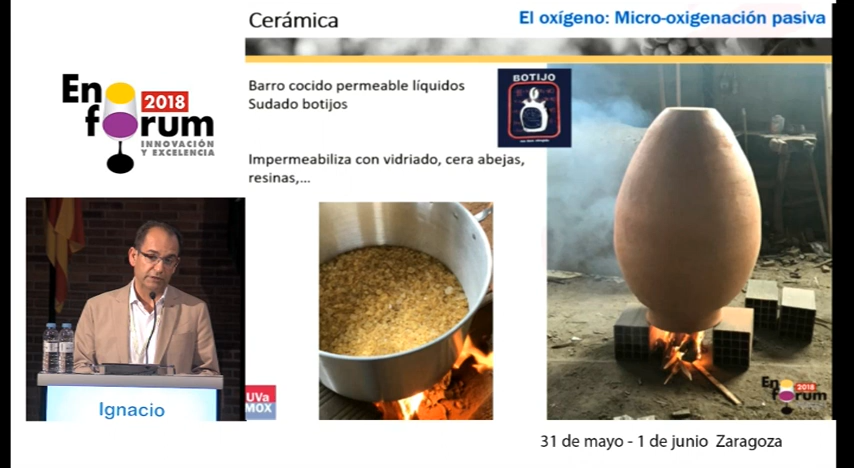 Cerámica
El oxígeno: Micro-oxigenación pasiva
Barro cocido permeable líquidos
Sudado botijos
BOTIJO
Impermeabiliza con vidriado, cera abejas,
resinas,...
En
2018
forum
INNOVACIÓN
Y EXCELENCIA
Ignacio
UVa
MOX
En
2018
forum
31 de mayo - 1 de junio Zaragoza